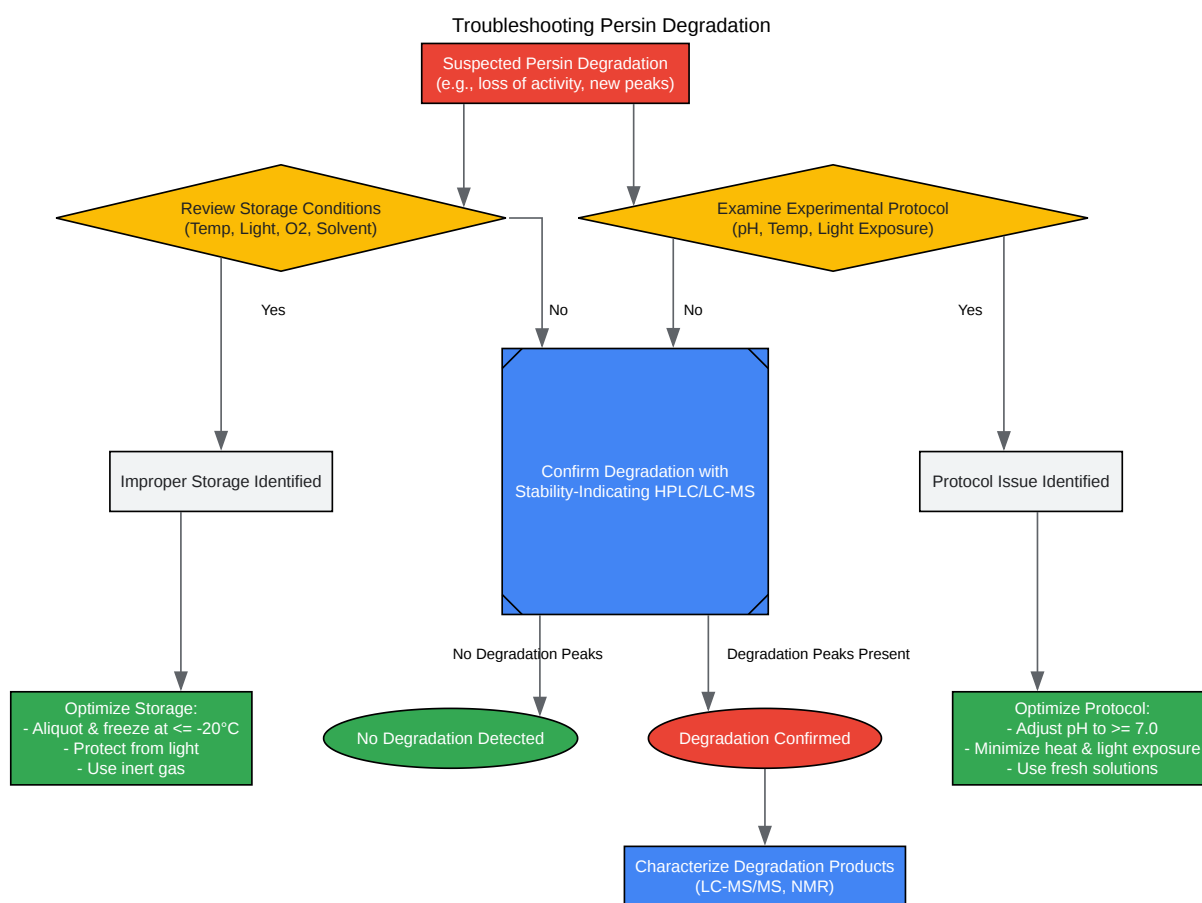 Troubleshooting Persin Degradation
Suspected Persin Degradation
(e.g., loss of activity, new peaks)
Review Storage Conditions
(Temp, Light, O2, Solvent)
Examine Experimental Protocol
(pH, Temp, Light Exposure)
Yes
No
No
Yes
Improper Storage Identified
Confirm Degradation with
Stability-Indicating HPLC/LC-MS
Protocol Issue Identified
No Degradation Peaks
Degradation Peaks Present
Optimize Storage:
- Aliquot & freeze at <= -20°C
- Protect from light
- Use inert gas
No Degradation Detected
Degradation Confirmed
Optimize Protocol:
- Adjust pH to >= 7.0
- Minimize heat & light exposure
- Use fresh solutions
Characterize Degradation Products
(LC-MS/MS, NMR)